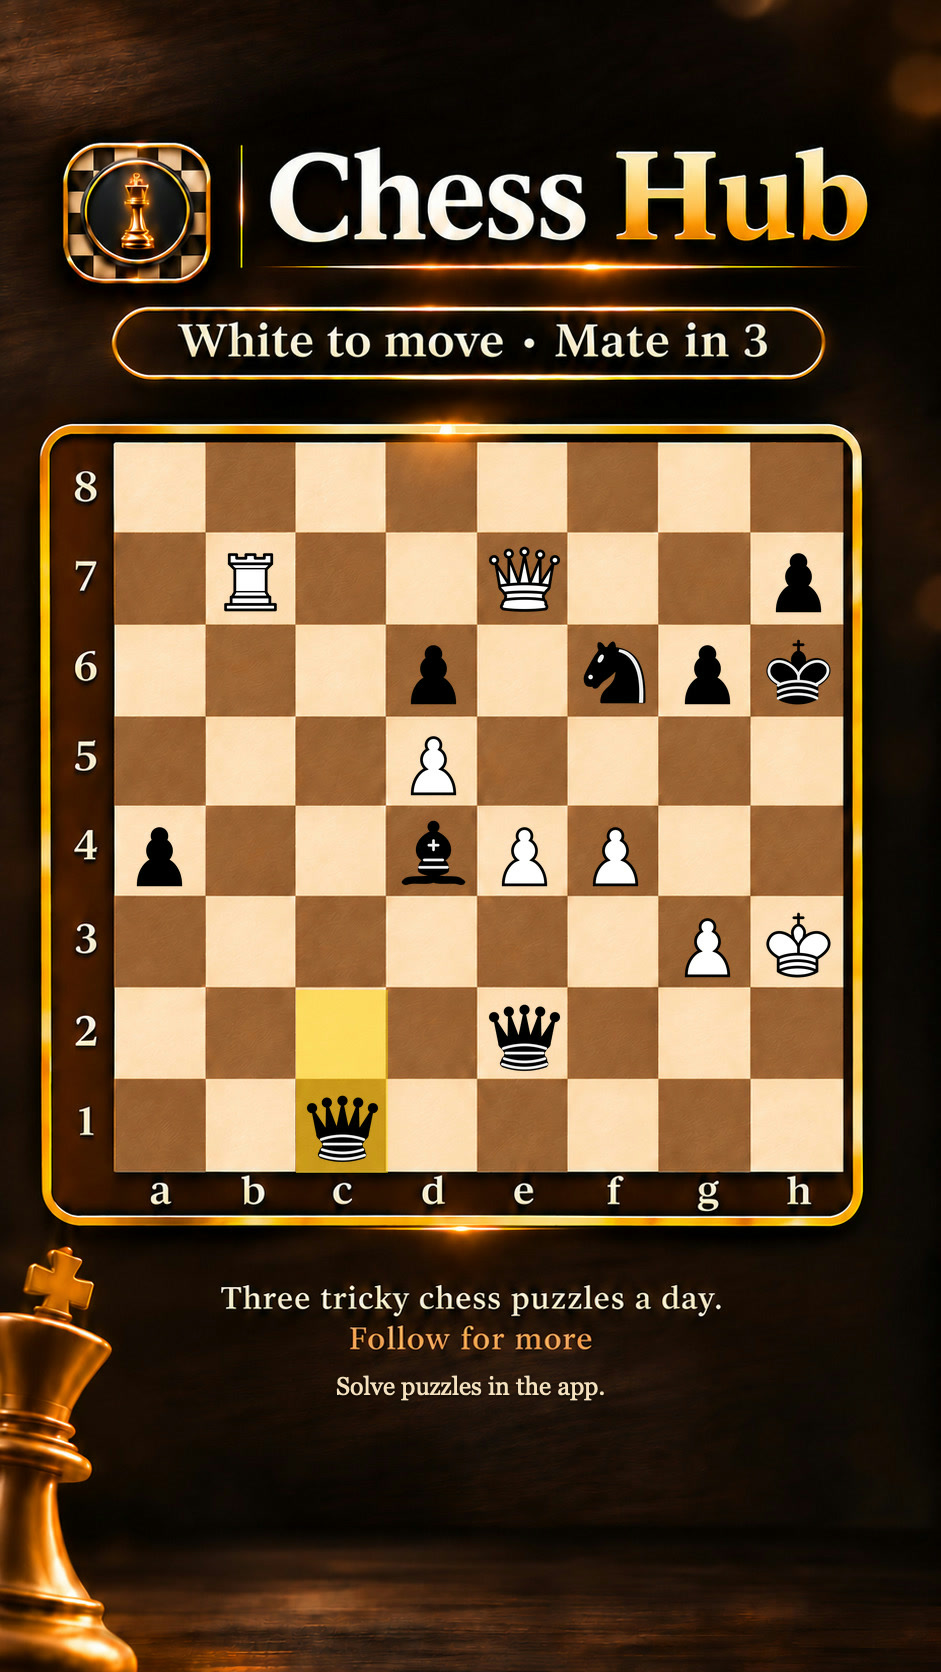 Chess Hub
White to move • Mate in 3
8
7
6
5
4
3
2
1
a b c d e f g h
Three tricky chess puzzles a day.
Follow for more
Solve puzzles in the app.